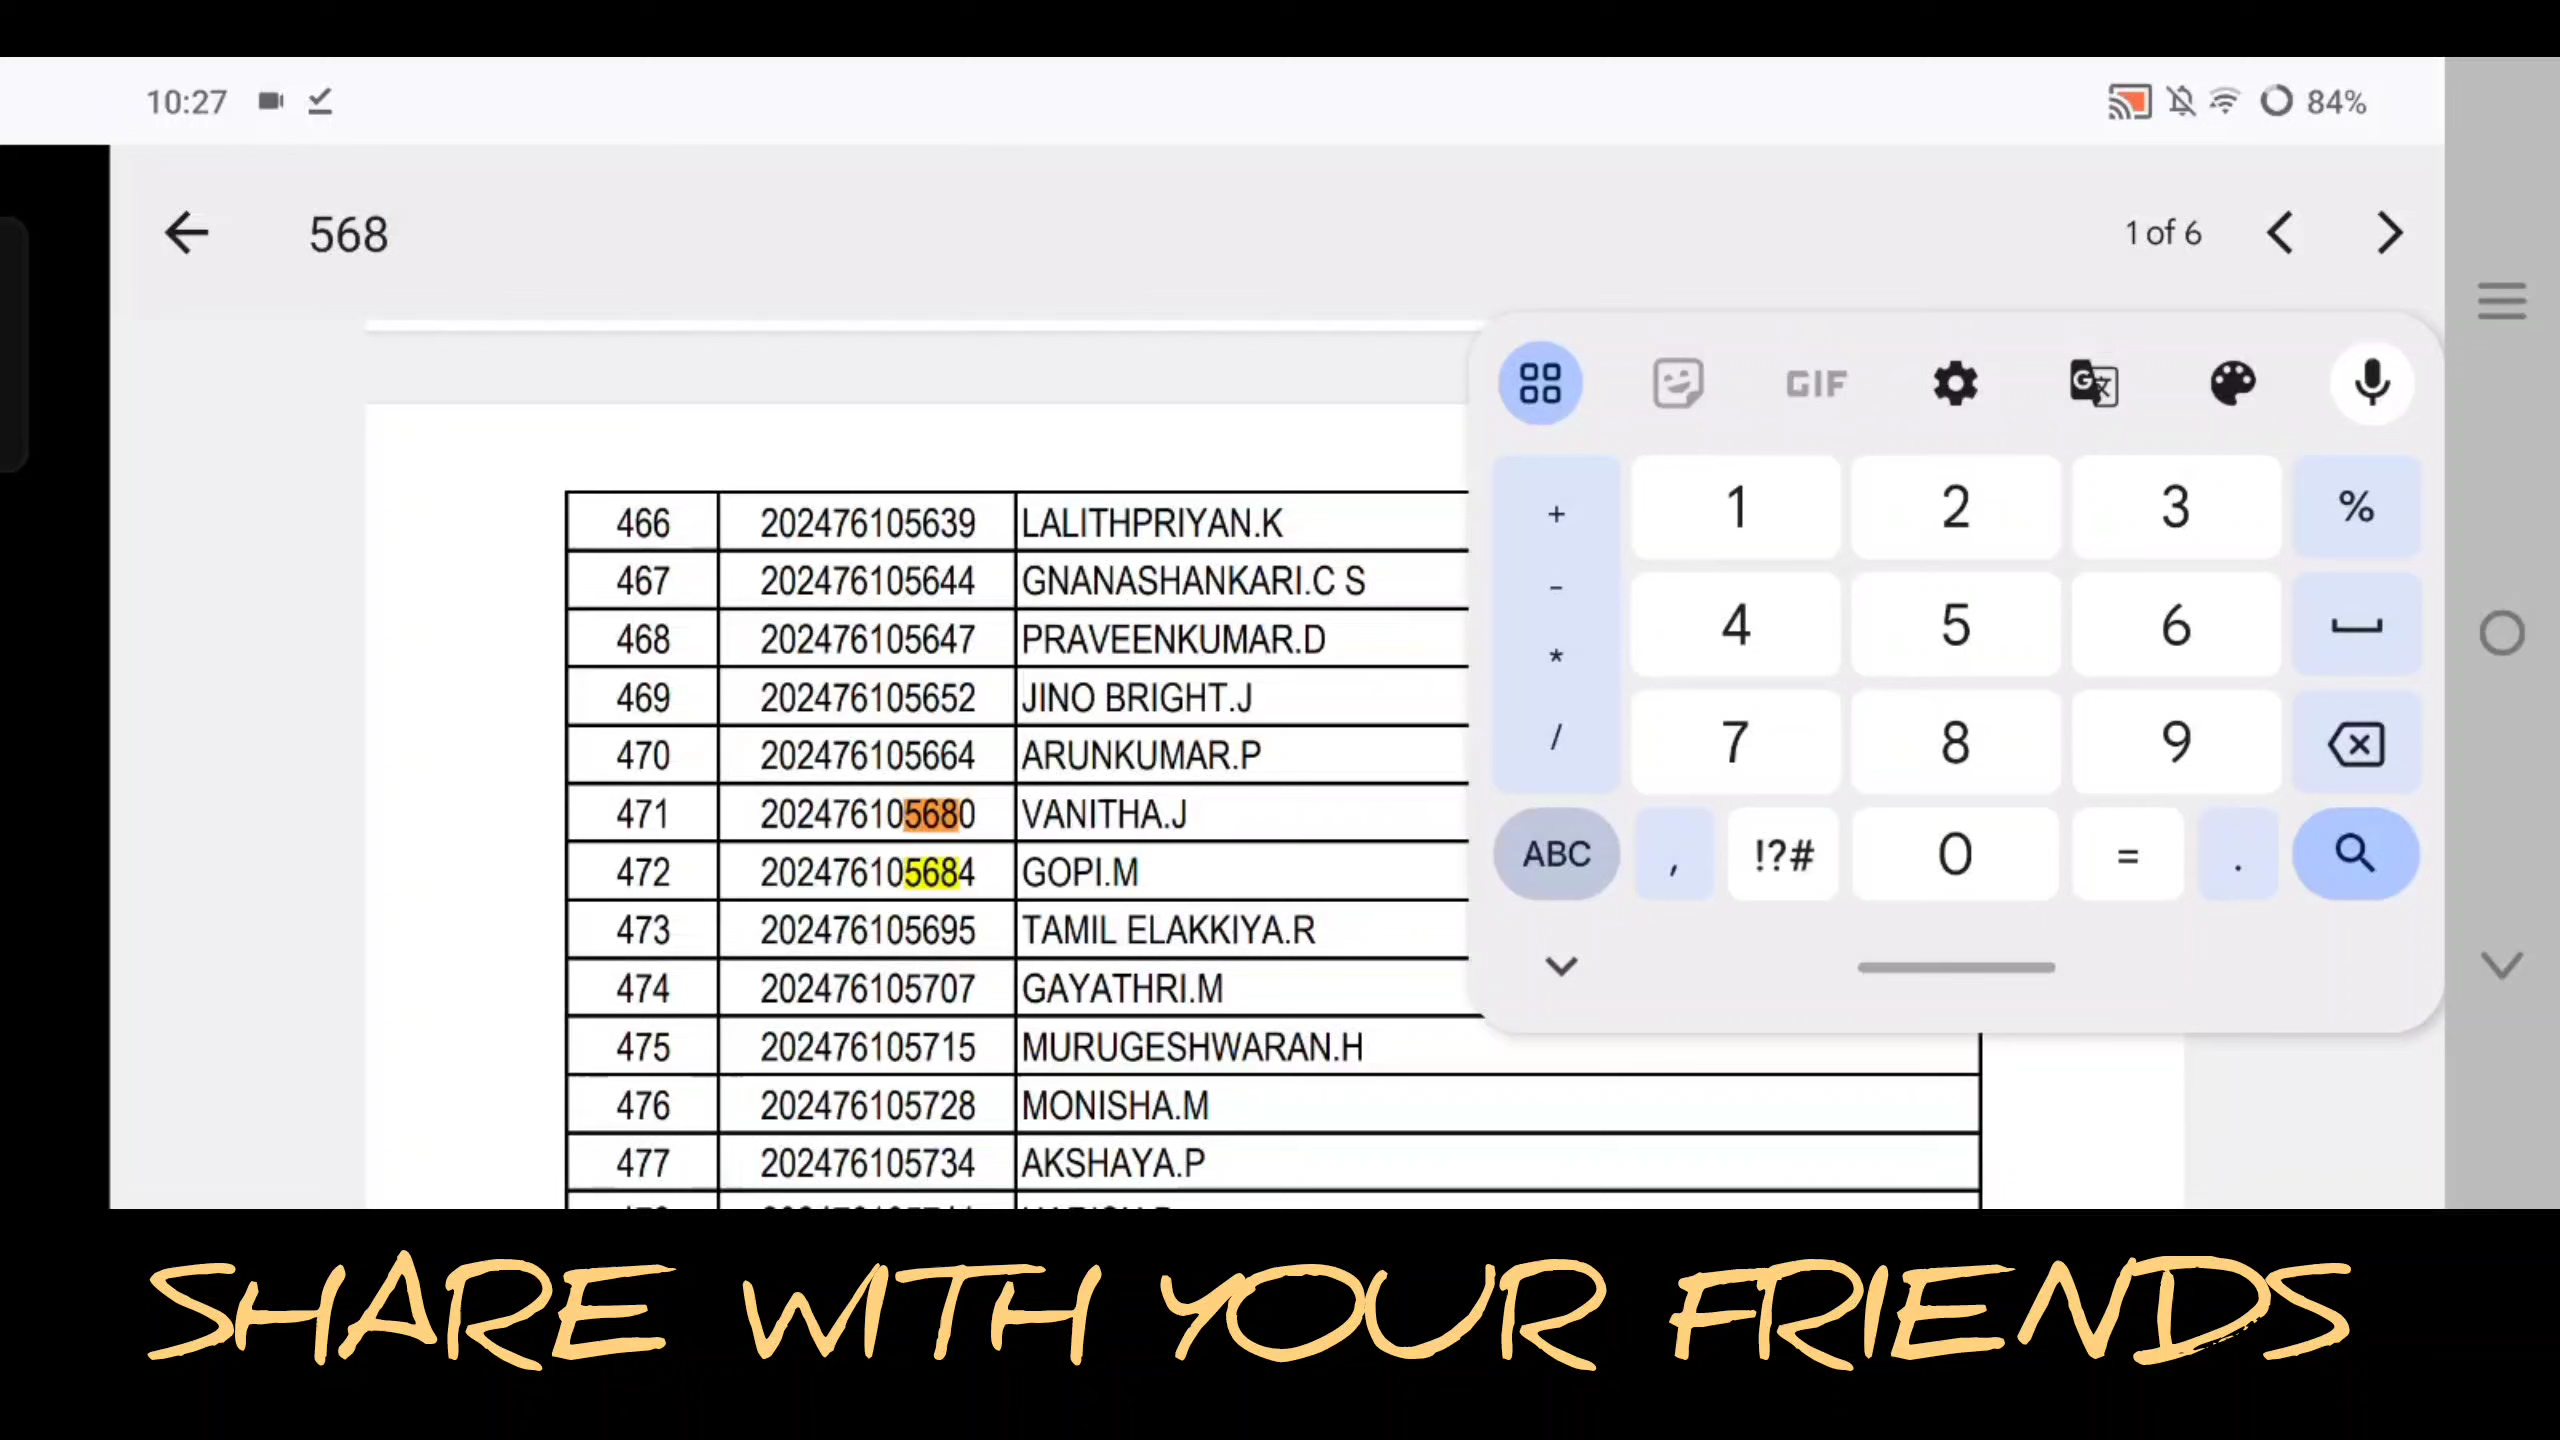 10:27 84%
568 1 of 6
GIF
466 202476105639 LALITHPRIYAN.K
467 202476105644 GNANASHANKARI.C S
468 202476105647 PRAVEENKUMAR.D
469 202476105652 JINO BRIGHT.J
470 202476105664 ARUNKUMAR.P
471 202476105680 VANITHA.J
472 202476105684 GOPI.M
473 202476105695 TAMIL ELAKKIYA.R
474 202476105707 GAYATHRI.M
475 202476105715 MURUGESHWARAN.H
476 202476105728 MONISHA.M
477 202476105734 AKSHAYA.P
+ 1 2 3 %
- 4 5 6
*
/ 7 8 9
ABC , !?# 0 = .
SHARE WITH YOUR FRIENDS